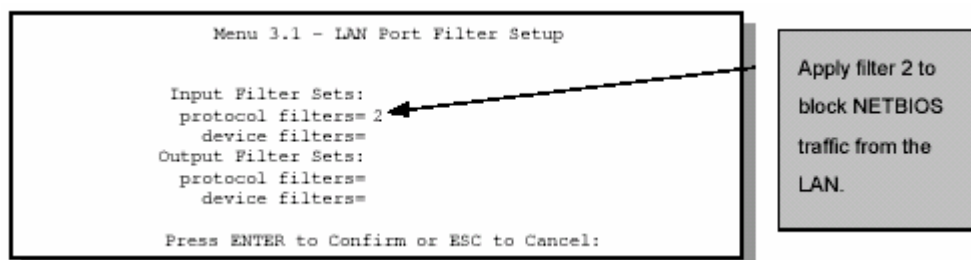 Menu 3.1 - LAN Port Filter Setup
Input Filter Sets:
protocol filters= 2
device filters=
Output Filter Sets:
protocol filters=
device filters=
Press ENTER to Confirm or ESC to Cancel:
Apply filter 2 to
block NETBIOS
traffic from the
LAN.